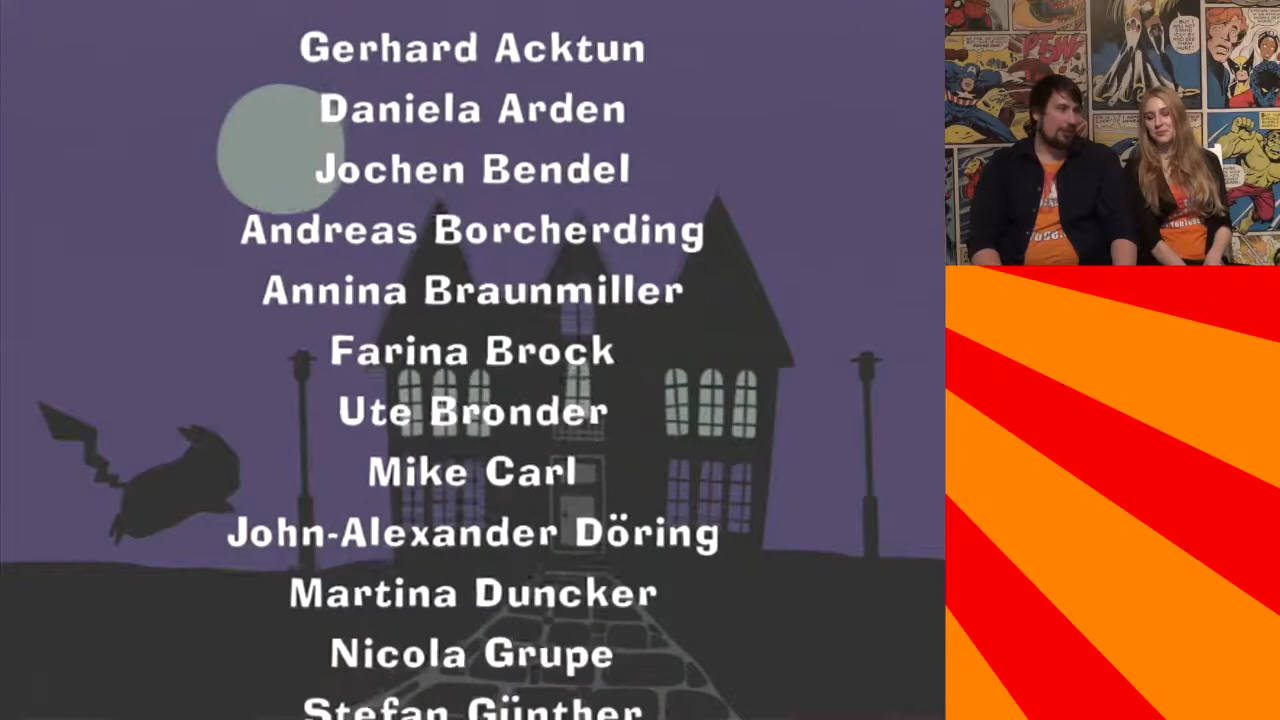 Gerhard Acktun
Daniela Arden
Jochen Bendel
Andreas Borcherding
Annina Braunmiller
Farina Brock
Ute Bronder
Mike Carl
John-Alexander Döring
Martina Duncker
Nicola Grupe
Stefan Günther